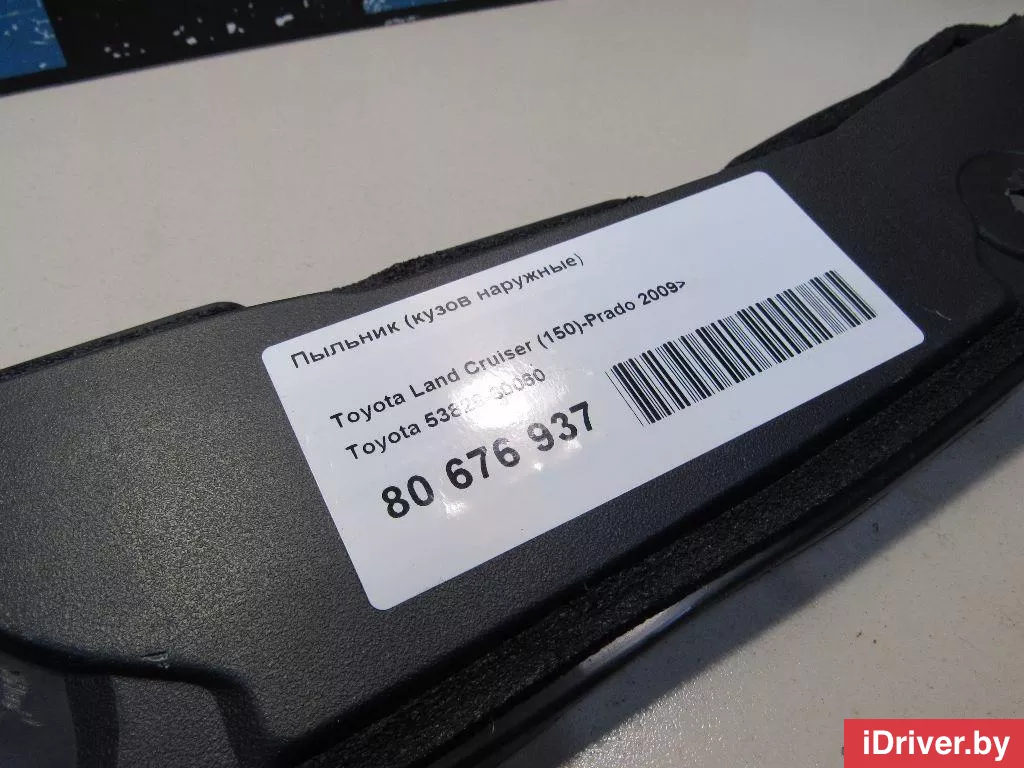 Пыльник (кузов наружные)
Toyota Land Cruiser (150)-Prado 2009>
Toyota
80 676 937
iDriver.by